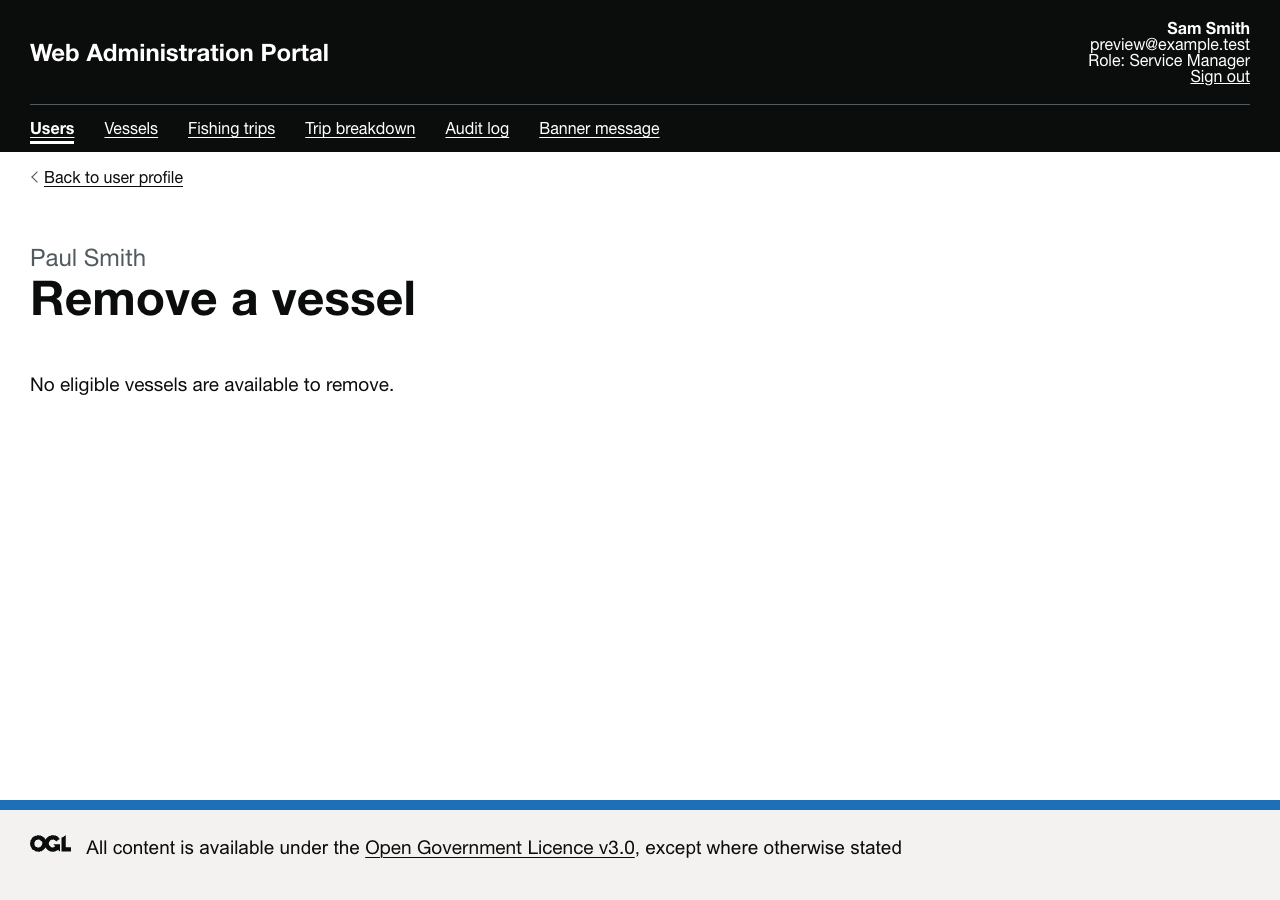 Web Administration Portal
Sam Smith
preview@example.test
Role: Service Manager
Sign out
Users Vessels Fishing trips Trip breakdown Audit log Banner message
Back to user profile
Paul Smith
Remove a vessel
No eligible vessels are available to remove.
OGL All content is available under the Open Government Licence v3.0, except where otherwise stated